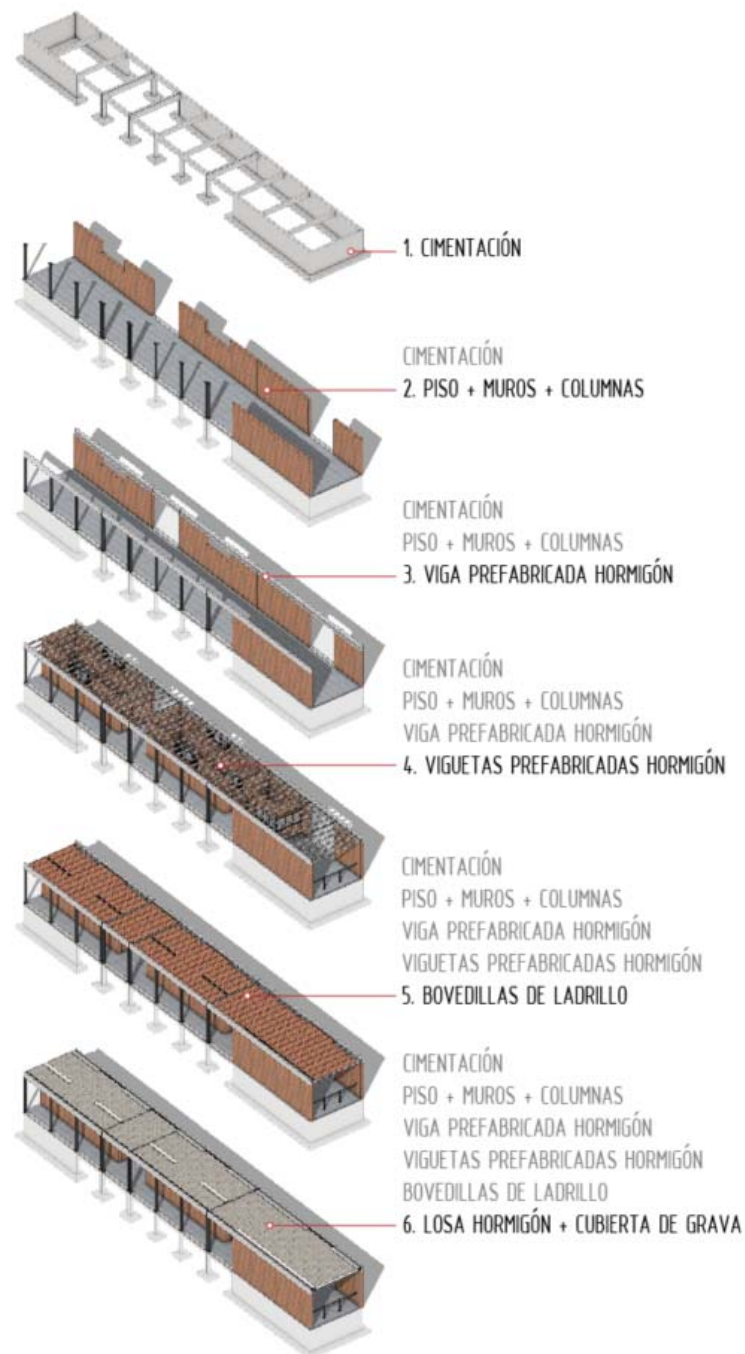 1. CIMENTACIÓN
CIMENTACIÓN
2. PISO + MUROS + COLUMNAS
CIMENTACIÓN
PISO + MUROS + COLUMNAS
3. VIGA PREFABRICADA HORMIGÓN
CIMENTACIÓN
PISO + MUROS + COLUMNAS
VIGA PREFABRICADA HORMIGÓN
4. VIGUETAS PREFABRICADAS HORMIGÓN
CIMENTACIÓN
PISO + MUROS + COLUMNAS
VIGA PREFABRICADA HORMIGÓN
VIGUETAS PREFABRICADAS HORMIGÓN
5. BOVEDILLAS DE LADRILLO
CIMENTACIÓN
PISO + MUROS + COLUMNAS
VIGA PREFABRICADA HORMIGÓN
VIGUETAS PREFABRICADAS HORMIGÓN
BOVEDILLAS DE LADRILLO
6. LOSA HORMIGÓN + CUBIERTA DE GRAVA